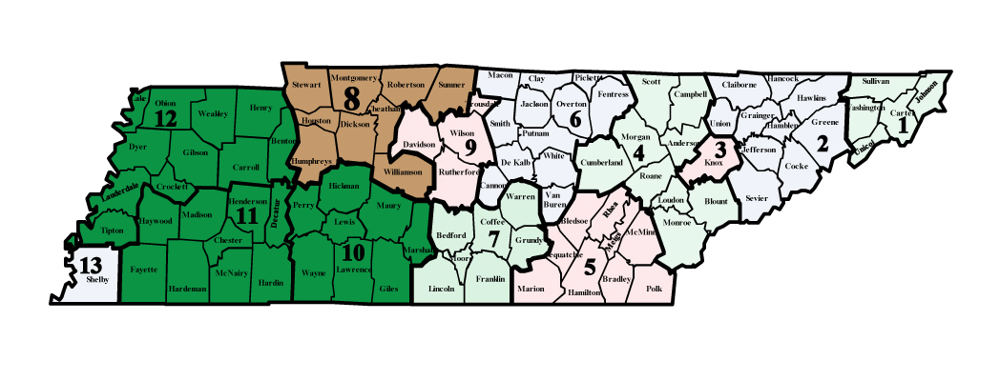 Macon
Clay
Pickett
Scott
Claiborne
Hancock
Sullivan
Johnson
Stewart
Montgomery
Robertson
Sumner
8
Trousdale
Jackson
Overton
Fentress
6
Campbell
Hawkins
Washington
Carter
1
Unicoi
Lake
Obion
12
Weakley
Henry
Houston
Dickson
Cheatham
Wilson
9
Smith
Putnam
Morgan
4
Anderson
Union
Grainger
Hamblen
Greene
2
Benton
Dyer
Gibson
Carroll
Humphreys
Davidson
Williamson
Rutherford
De Kalb
White
Cannon
Cumberland
Roane
3
Knox
Jefferson
Cocke
Sevier
Lauderdale
Crockett
Haywood
Madison
Henderson
11
Decatur
Perry
Hickman
Maury
Lewis
Warren
Van
Buren
Bledsoe
Rhea
Loudon
Blount
Monroe
Tipton
Chester
10
Marshall
Bedford
Coffee
7
Grundy
Meigs
McMinn
13
Shelby
Fayette
Hardeman
McNairy
Hardin
Wayne
Lawrence
Giles
Moore
Lincoln
Franklin
Sequatchie
5
Marion
Hamilton
Bradley
Polk